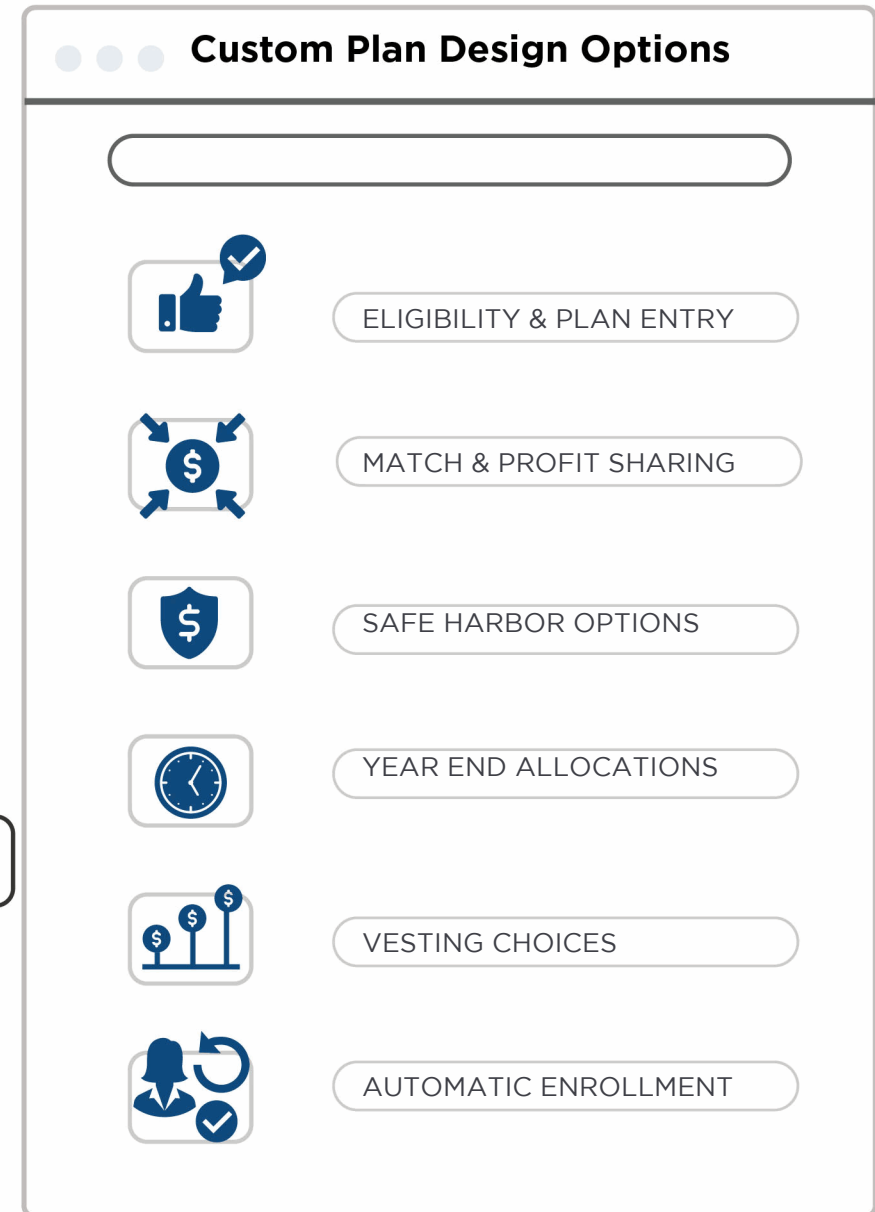 Custom Plan Design Options
ELIGIBILITY & PLAN ENTRY
$
MATCH & PROFIT SHARING
$
SAFE HARBOR OPTIONS
YEAR END ALLOCATIONS
$ $ $
VESTING CHOICES
AUTOMATIC ENROLLMENT